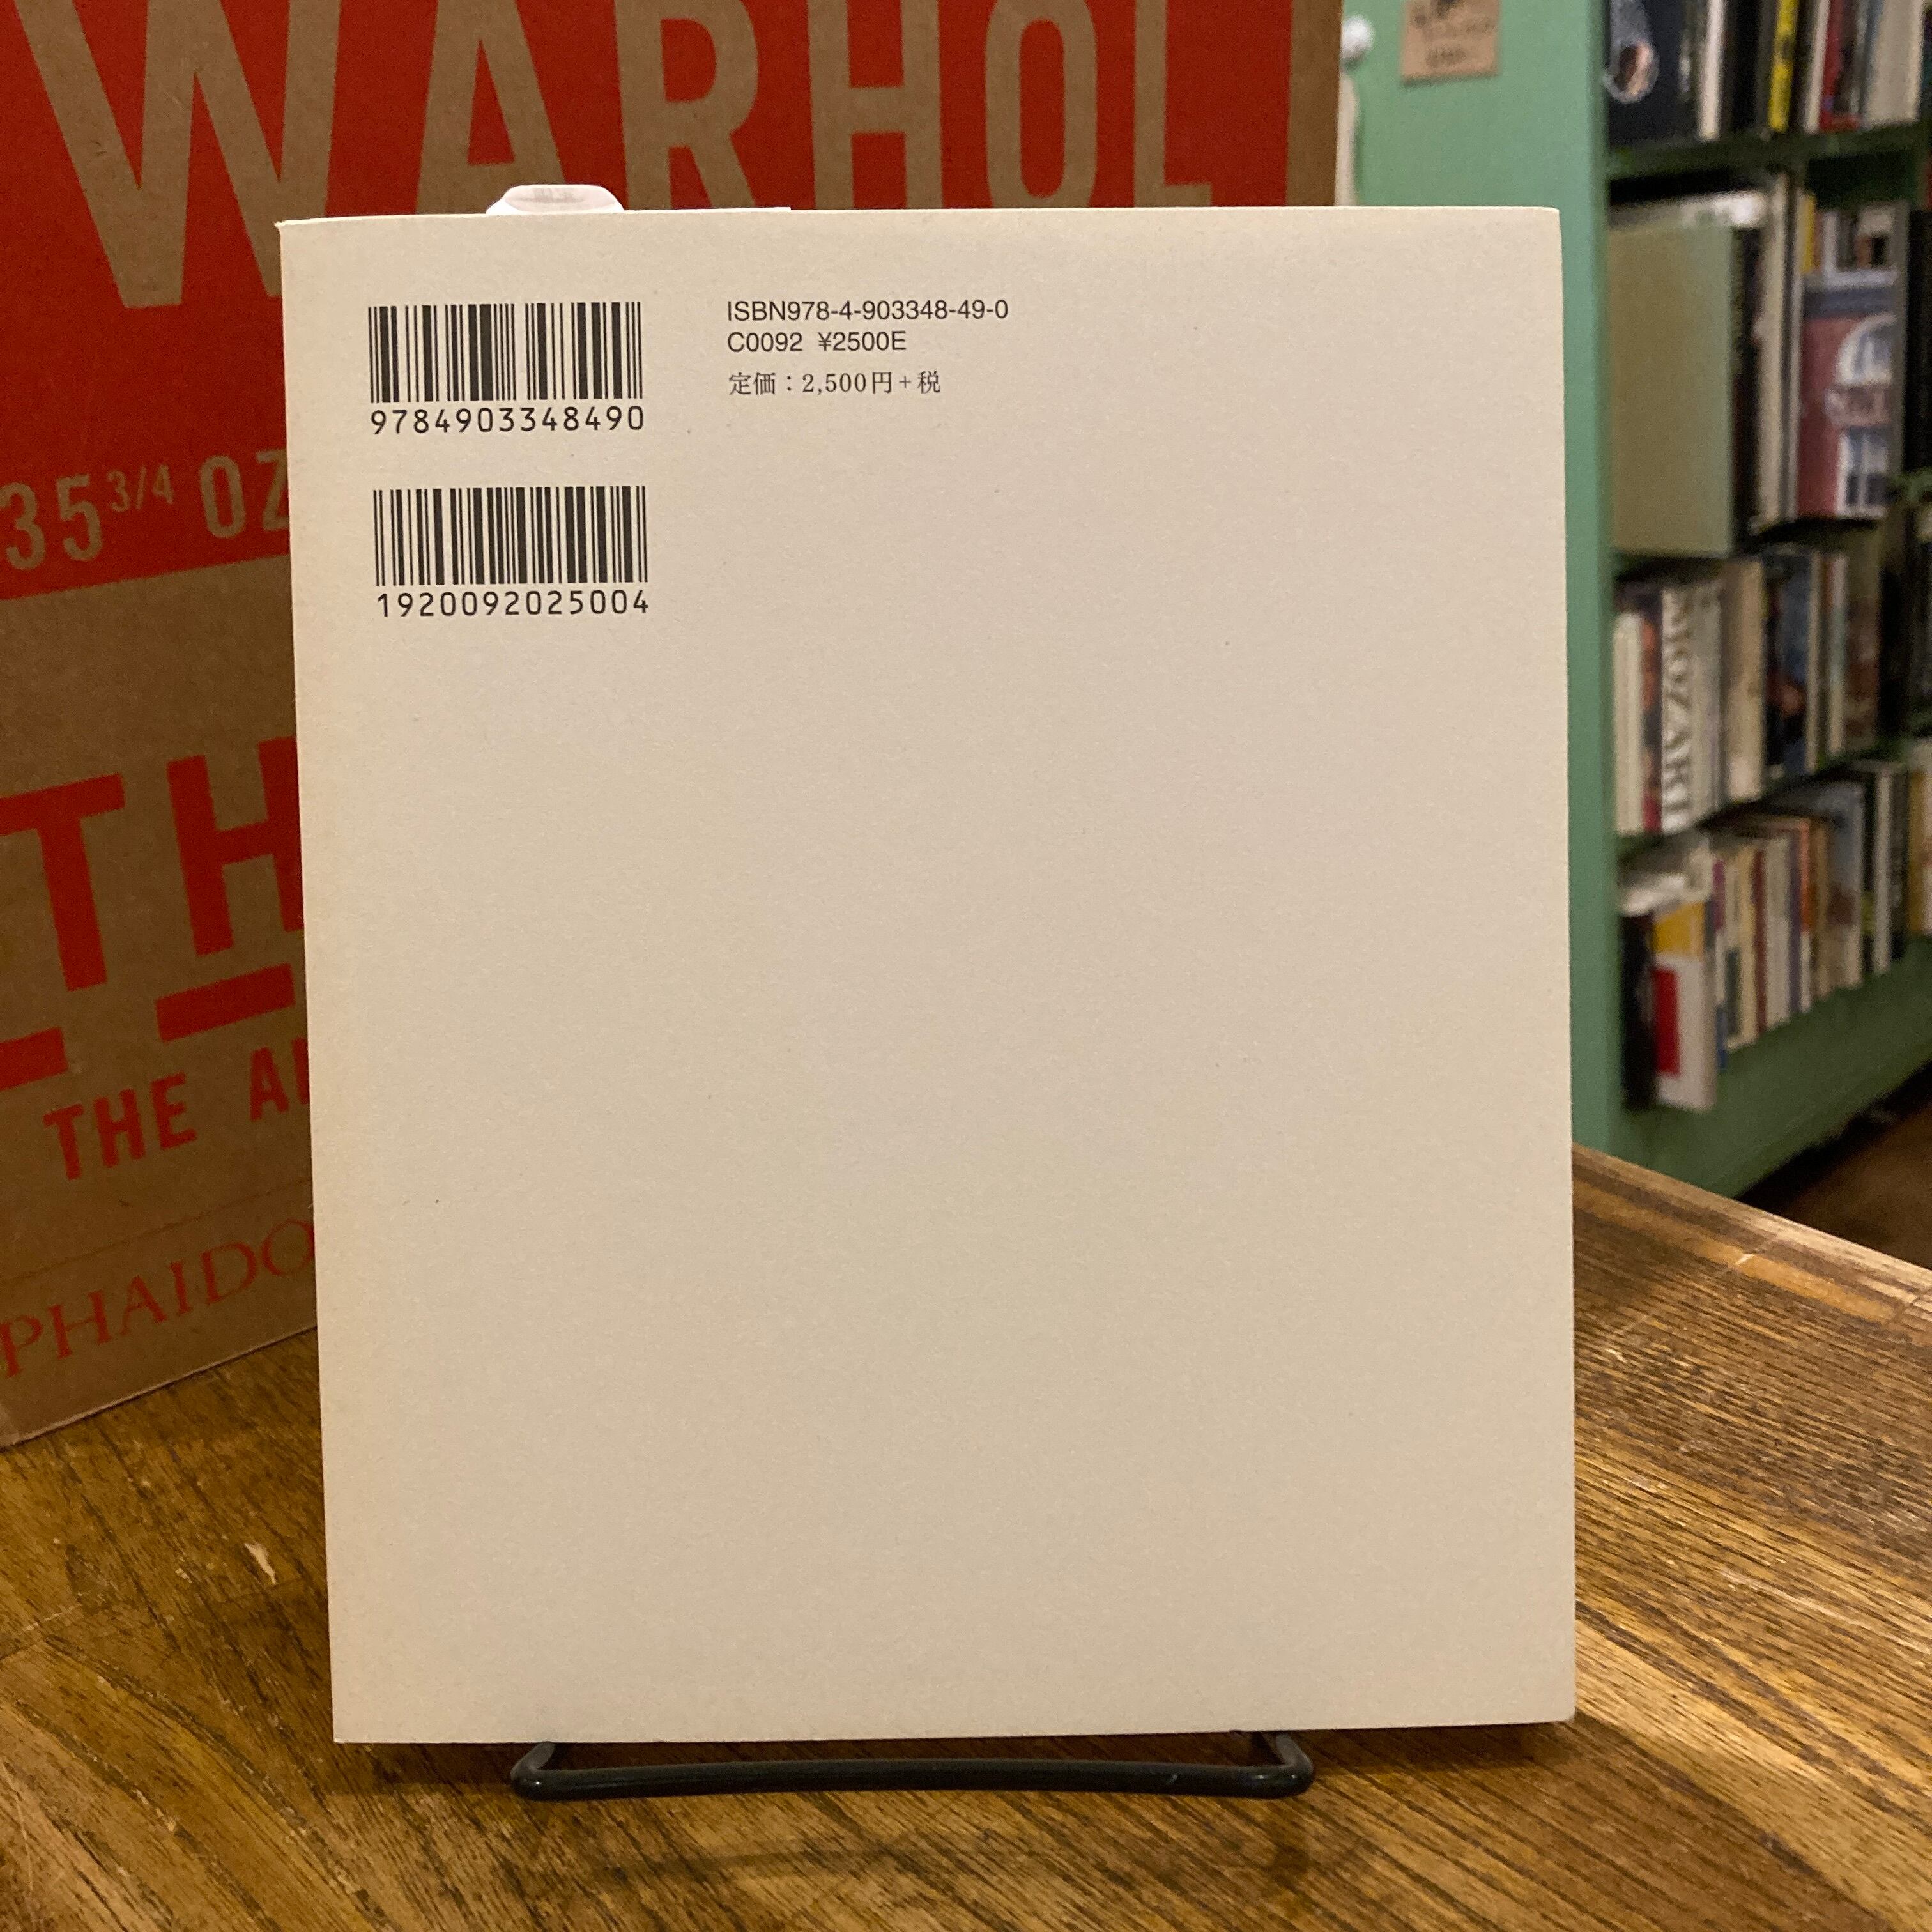 WARHOL
35 3/4 OZ
TH
THE A
PHAIDO
ISBN978-4-903348-49-0
C0092 ¥2500E
定価：2,500円+税
9784903348490
1920092025004